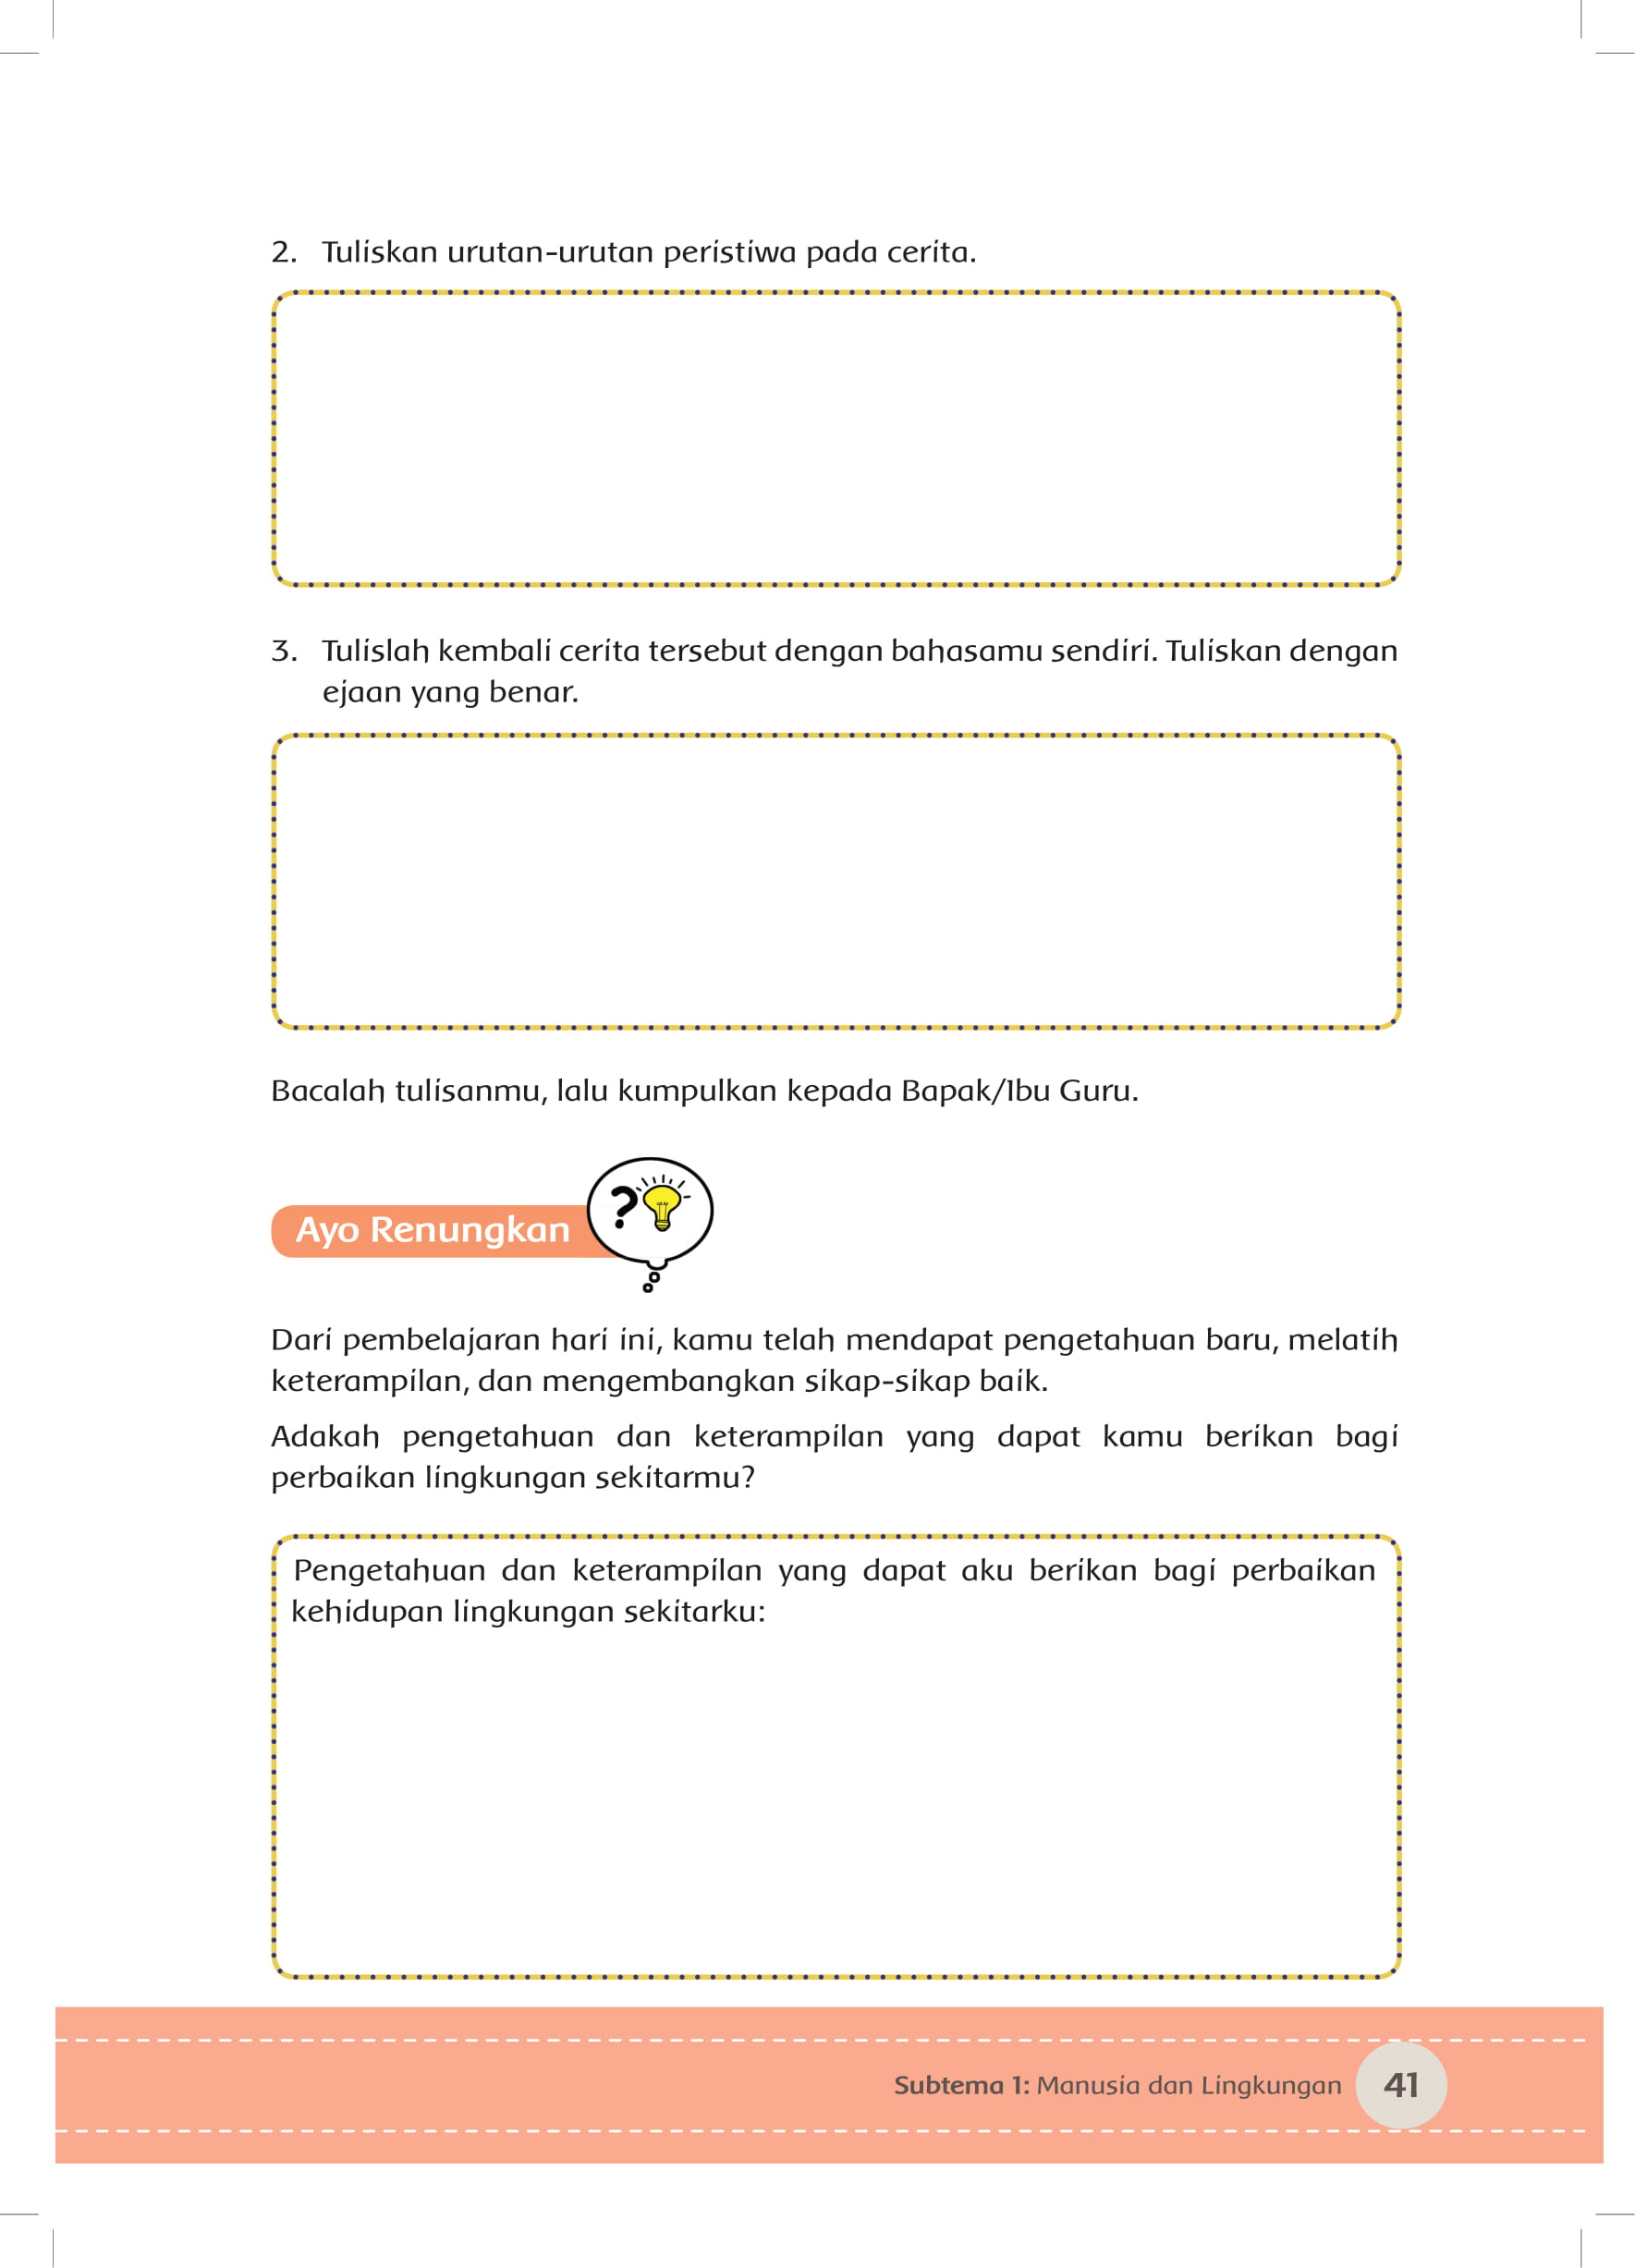 2. Tuliskan urutan-urutan peristiwa pada cerita.
3. Tulislah kembali cerita tersebut dengan bahasamu sendiri. Tuliskan dengan
ejaan yang benar.
Bacalah tulisanmu, lalu kumpulkan kepada Bapak/Ibu Guru.
Ayo Renungkan
?
Dari pembelajaran hari ini, kamu telah mendapat pengetahuan baru, melatih
keterampilan, dan mengembangkan sikap-sikap baik.
Adakah pengetahuan dan keterampilan yang dapat kamu berikan bagi
perbaikan lingkungan sekitarmu?
Pengetahuan dan keterampilan yang dapat aku berikan bagi perbaikan
kehidupan lingkungan sekitarku:
Subtema 1: Manusia dan Lingkungan 41